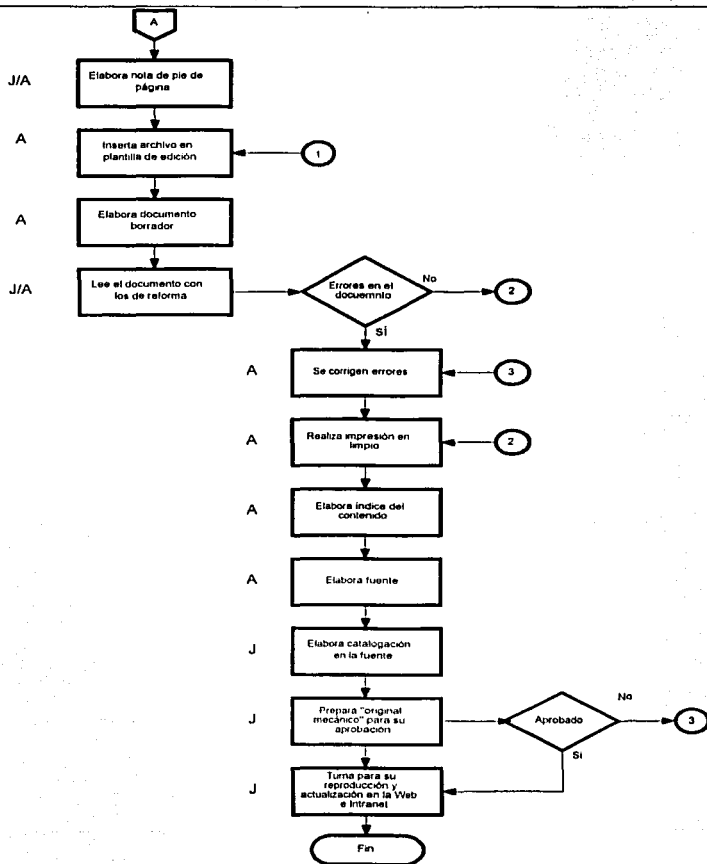 A
J/A
Elabora nota de pie de
página
A
Inserta archivo en
plantilla de edición
1
A
Elabora documento
borrador
J/A
Lee el documento con
los de reforma
Errores en el
docuemnto
No
2
SÍ
A
Se corrigen errores
3
A
Realiza impresión en
limpio
2
A
Elabora índice del
contenido
A
Elabora fuente
J
Elabora catalogación
en la fuente
J
Prepara "original
mecánico" para su
aprobación
Aprobado
No
3
Si
J
Turna para su
reproducción y
actualización en la Web
e Intranet
Fin